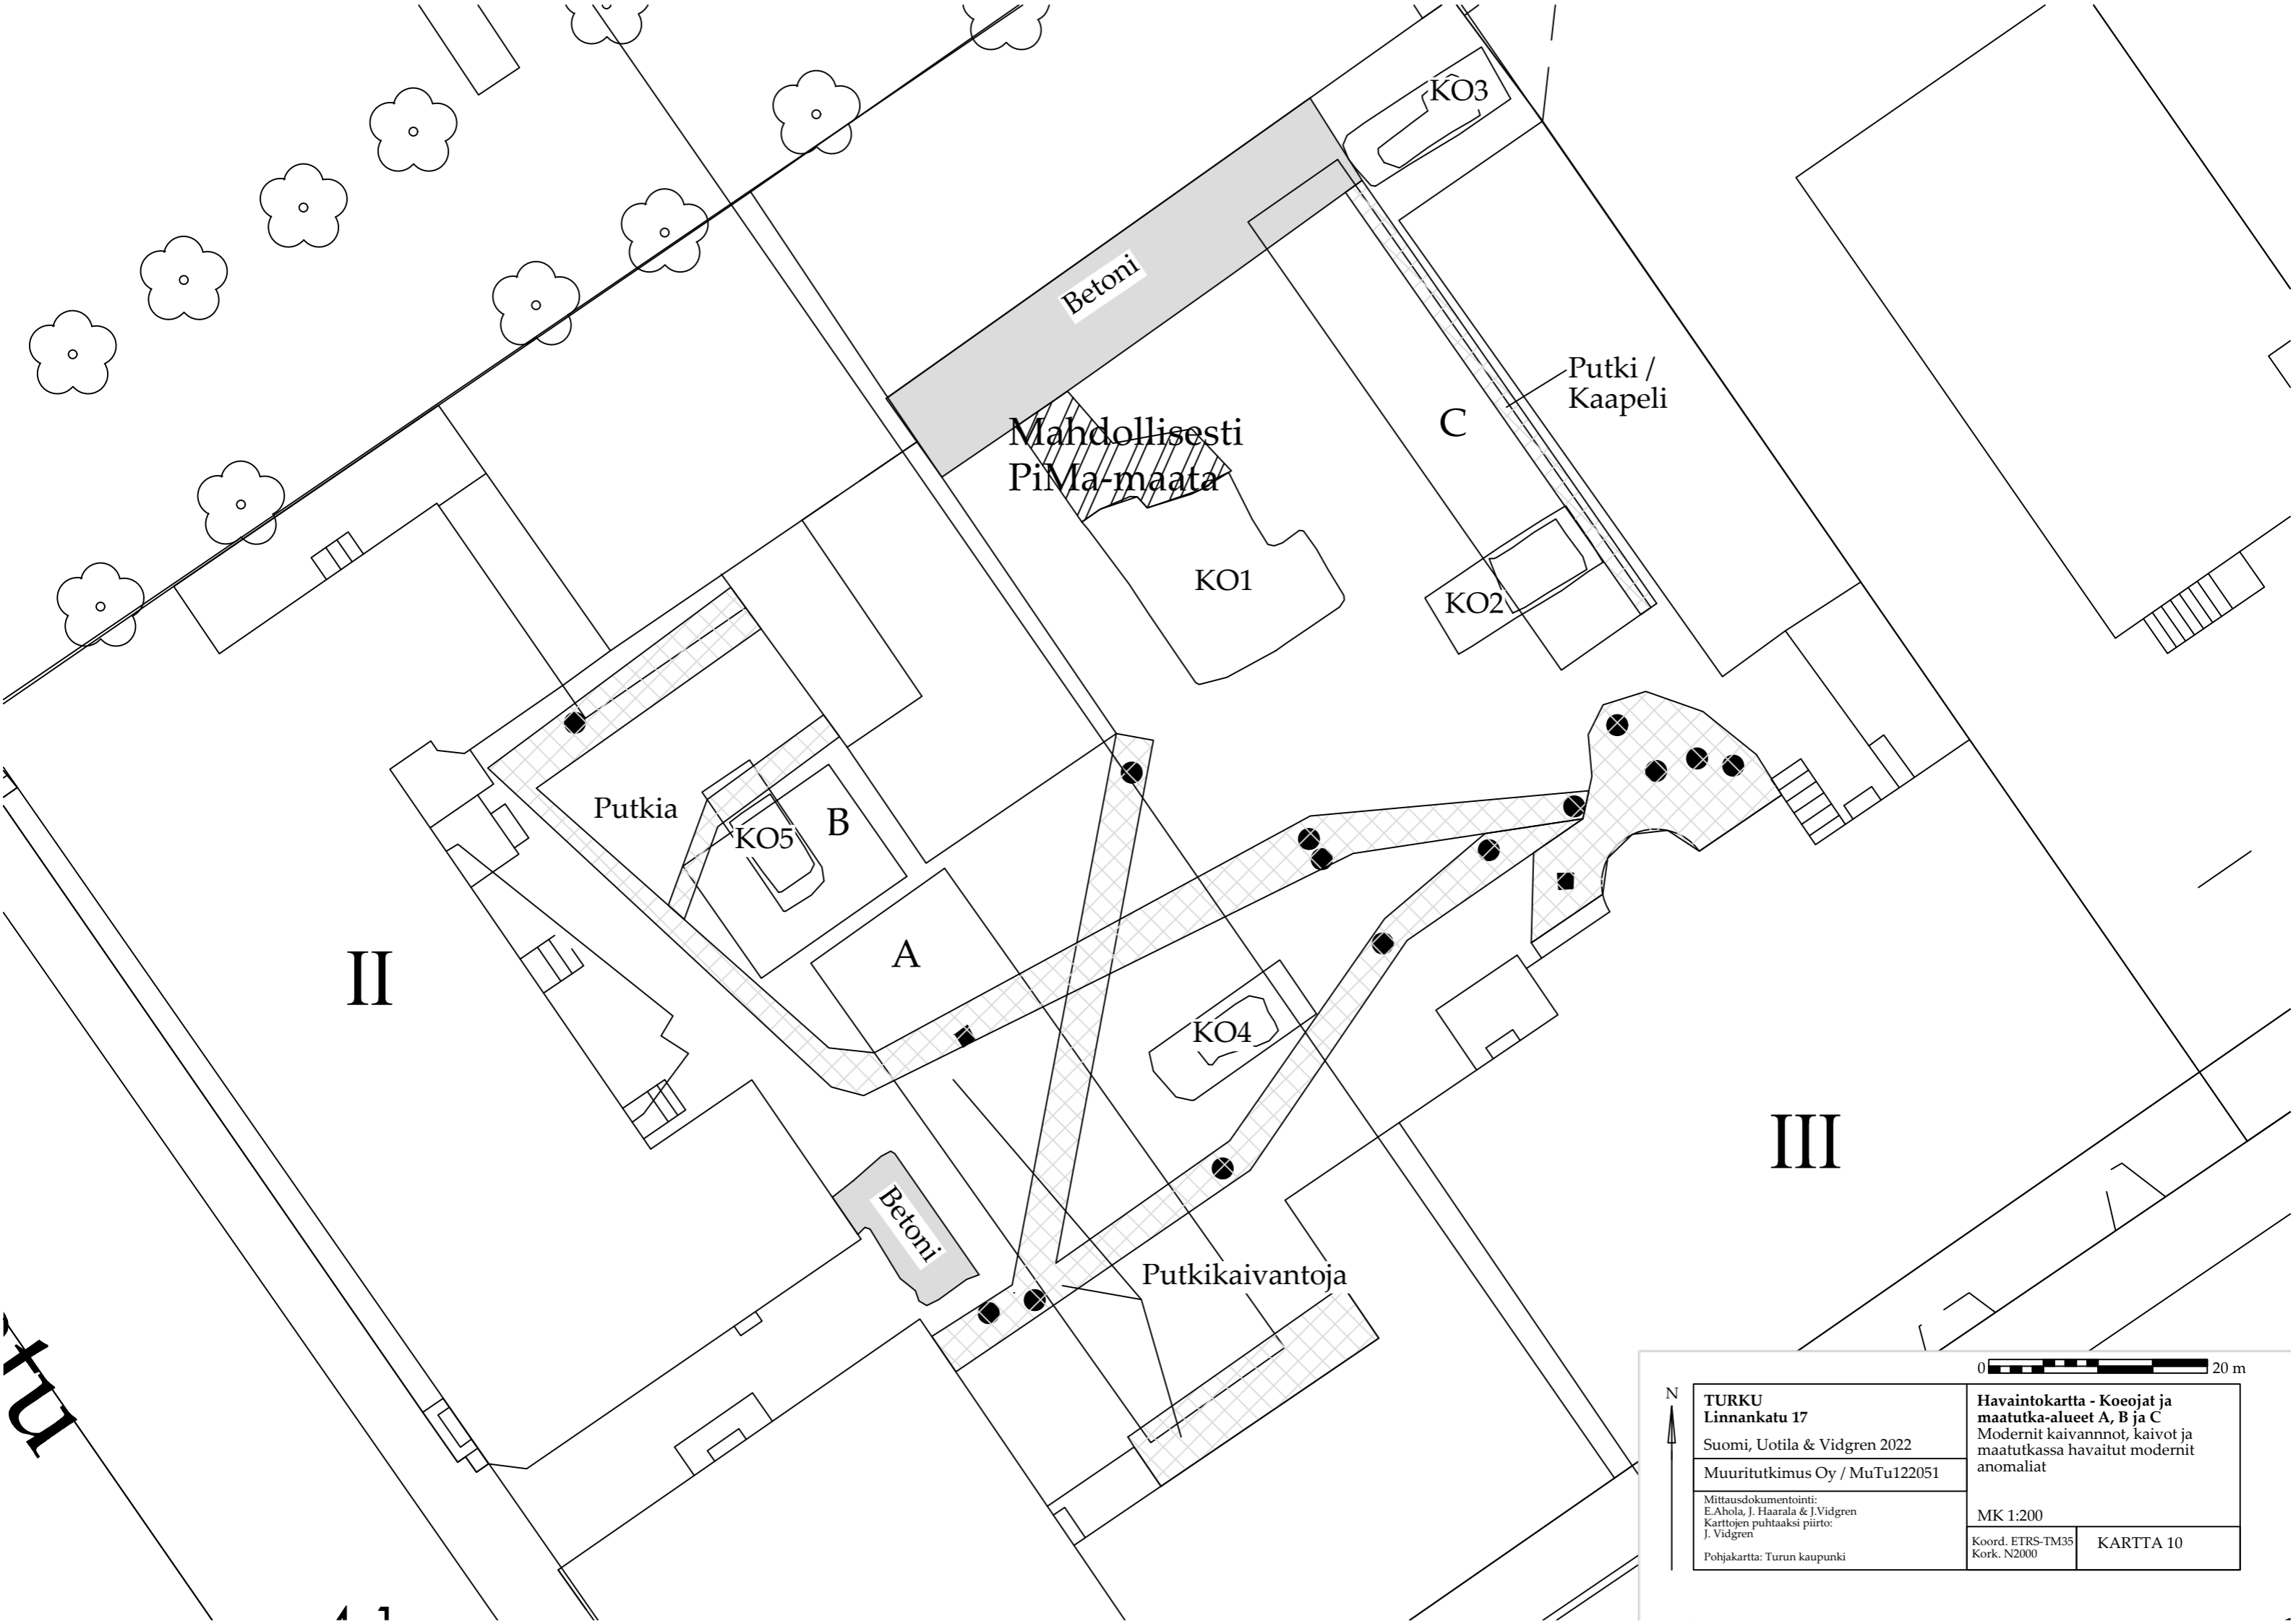 KO3
Betoni
Putki /
Kaapeli
C
Mahdollisesti
PiMa-maata
KO1
KO2
Putkia
B
KO5
A
II
KO4
III
Betoni
Putkikaivantoja
tu
0 20 m
N
TURKU
Linnankatu 17
Suomi, Uotila & Vidgren 2022
Muuritutkimus Oy / MuTu122051
Mittausdokumentointi:
E.Ahola, J. Haarala & J.Vidgren
Karttojen puhtaaksi piirto:
J. Vidgren
Pohjakartta: Turun kaupunki
Havaintokartta - Koeojat ja
maatutka-alueet A, B ja C
Modernit kaivannnot, kaivot ja
maatutkassa havaitut modernit
anomaliat
MK 1:200
Koord. ETRS-TM35
Kork. N2000
KARTTA 10